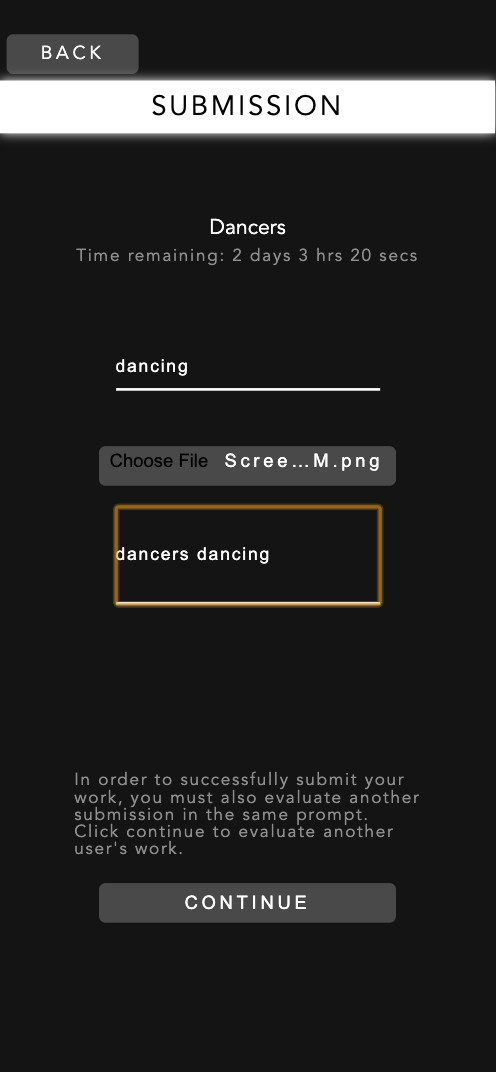 BACK
SUBMISSION
Dancers
Time remaining: 2 days 3 hrs 20 secs
dancing
Choose File Scree...M.png
dancers dancing
In order to successfully submit your
work, you must also evaluate another
submission in the same prompt.
Click continue to evaluate another
user's work.
CONTINUE